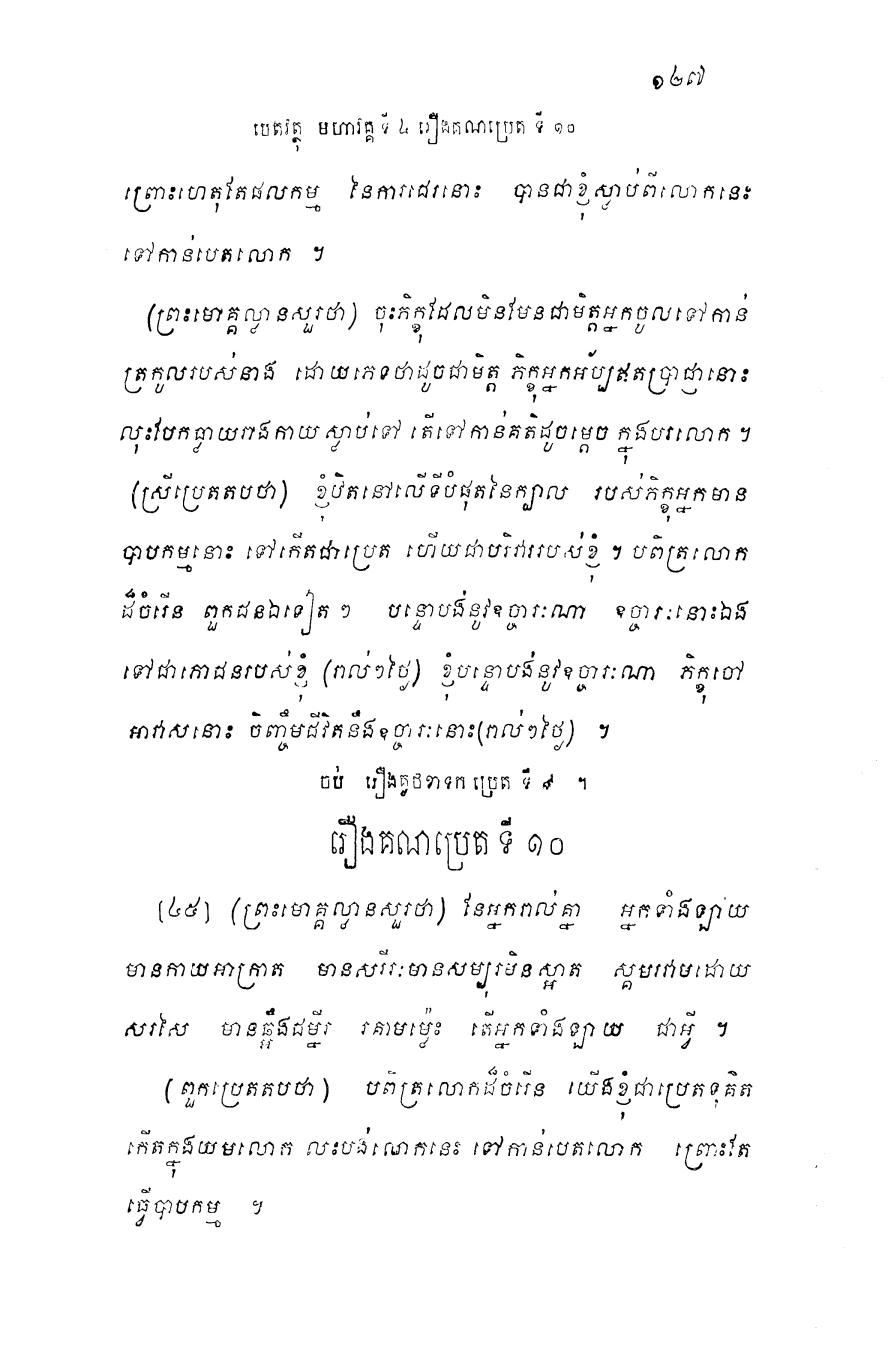 ១២៧
បេតវត្ថុ មហាវគ្គទី ៤ រឿងគណប្រេត ទី ១០
ព្រោះហេតុតែផលកម្ម នៃការជេរនោះ បានជាខ្ញុំស្លាប់ពីលោកនេះ
ទៅកាន់បេតលោក ។
(ព្រះមោគ្គល្លានសួរថា) ចុះភិក្ខុដែលមិនមែនជាមិត្តអ្នកចូលទៅកាន់
ត្រកូលរបស់នាង ដោយភេទថាដូចជាមិត្ត ភិក្ខុអ្នកអប្បឥតប្រាជ្ញានោះ
លុះបែកធ្លាយរាងកាយ ស្លាប់ទៅ តើទៅកាន់គតិដូចម្តេច ក្នុងបរលោក ។
(ស្រីប្រេតតបថា) ខ្ញុំឋិតនៅលើទីបំផុតនៃក្បាល របស់ភិក្ខុអ្នកមាន
បាបកម្មនោះ ទៅកើតជាប្រេត ហើយជាបរិវាររបស់ខ្ញុំ ។ បពិត្រលោក
ដ៏ចំរើន ពួកជនឯទៀត ៗ បន្ទោបង់នូវឧច្ចារៈណា ឧច្ចារៈនោះឯង
ទៅជាភោជនរបស់ខ្ញុំ (រាល់ៗថ្ងៃ) ខ្ញុំបន្ទោបង់នូវឧច្ចារៈណា ភិក្ខុចៅ
អាវាសនោះ ចិញ្ចឹមជីវិតនឹងឧច្ចារៈនោះ(រាល់ៗថ្ងៃ) ។
ចប់ រឿងគូថខាទកប្រេត ទី ៩ ។
រឿងគណប្រេត ទី ១០
[៤៥] (ព្រះមោគ្គល្លានសួរថា) នែអ្នករាល់គ្នា អ្នកទាំងឡាយ
មានកាយអាក្រាត មានសរីរៈមានសម្បុរមិនស្អាត ស្គមរវាមដោយ
សរសៃ មានឆ្អឹងជម្នីរ រគាមម៉្លេះ តើអ្នកទាំងឡាយ ជាអ្វី ។
(ពួកប្រេតតបថា) បពិត្រលោកដ៏ចំរើន យើងខ្ញុំជាប្រេតទុគ៌ត
កើតក្នុងយមលោក លះបង់លោកនេះ ទៅកាន់បេតលោក ព្រោះតែ
ធ្វើបាបកម្ម ។